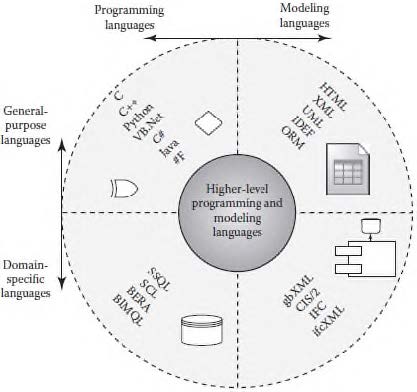 Programming
languages
Modeling
languages
General-
purpose
languages
C
C++
Python
VB.Net
C#
Java
#F
HTML
XML
UML
IDEF
ORM
Higher-level
programming and
modeling
languages
Domain-
specific
languages
SSQL
SCL
BERA
BIMQL
gbXML
CIS/2
IFC
ifcXML